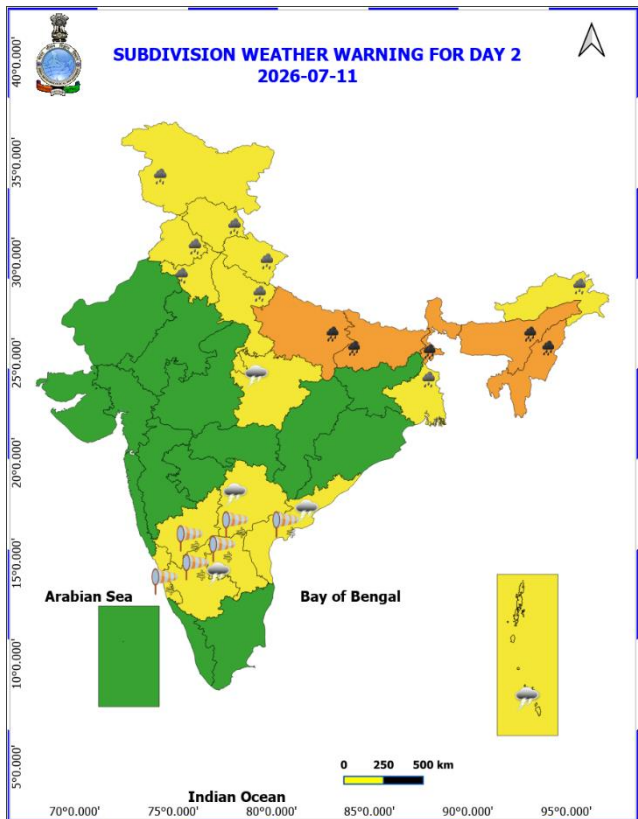 SUBDIVISION WEATHER WARNING FOR DAY 2
2026-07-11
40°0.000'
35°0.000'
30°0.000'
25°0.000'
20°0.000'
15°0.000'
10°0.000'
5°0.000'
Arabian Sea
Bay of Bengal
0 250 500 km
Indian Ocean
70°0.000' 75°0.000' 80°0.000' 85°0.000' 90°0.000' 95°0.000'